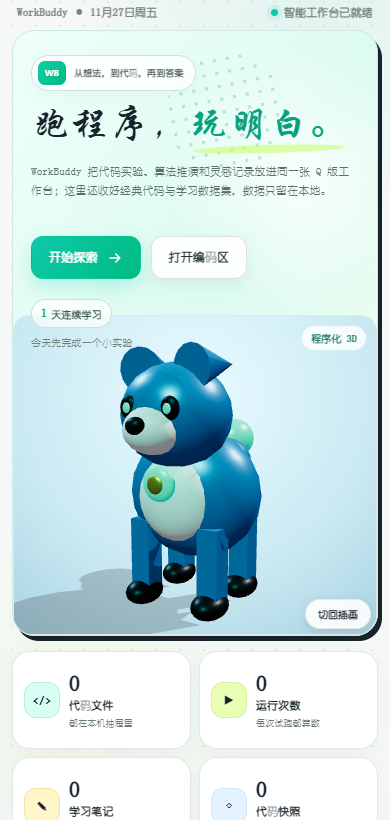 WorkBuddy • 11月27日周五
智能工作台已就绪
WB 从想法，到代码，再到答案
跑程序，玩明白。
WorkBuddy 把代码实验、算法推演和灵感记录放进同一张 Q 版工
作台；这里还收好经典代码与学习数据集，数据只留在本地。
开始探索 →
打开编码区
1 天连续学习
今天先完成一个小实验
程序化 3D
切回插画
</> 0
代码文件
都在本机抽屉里
0
运行次数
每次试跑都算数
0
学习笔记
0
代码快照